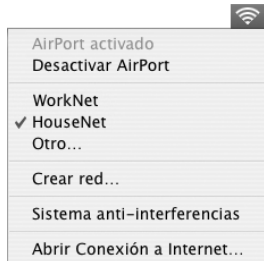 AirPort activado
Desactivar AirPort
WorkNet
✓ HouseNet
Otro...
Crear red...
Sistema anti-interferencias
Abrir Conexión a Internet...